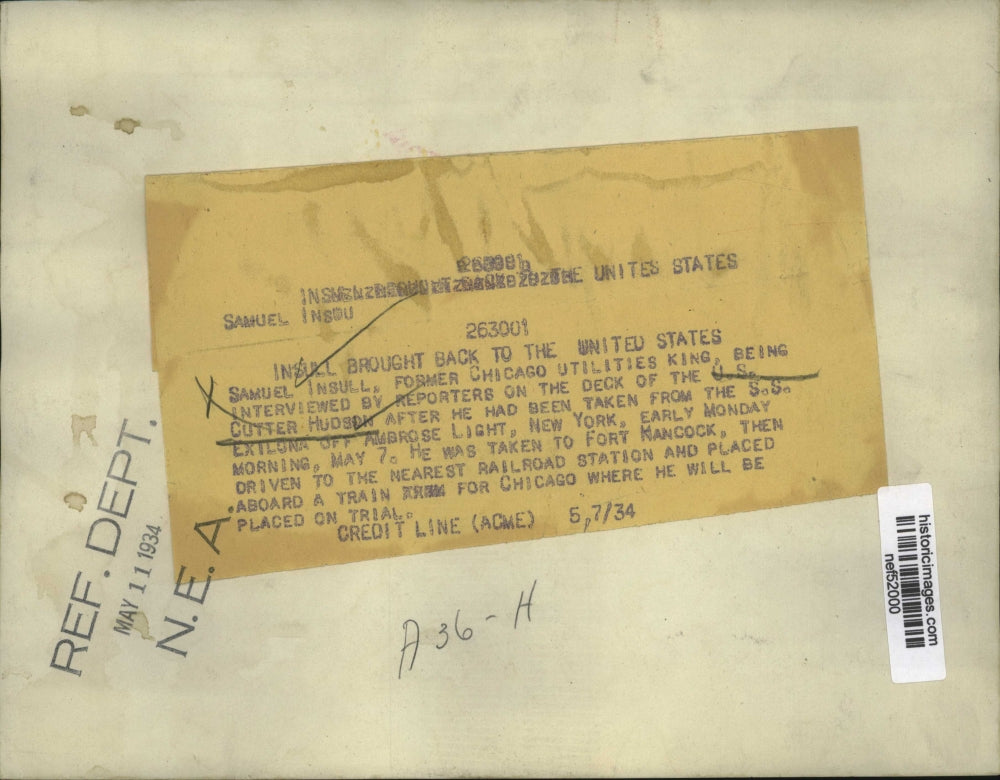 263001
THE UNITES STATES
SAMUEL INSOU
263001
INSULL BROUGHT BACK TO THE UNITED STATES
SAMUEL INSULL, FORMER CHICAGO UTILITIES KING, BEING
INTERVIEWED BY REPORTERS ON THE DECK OF THE U.S.
CUTTER HUDSON AFTER HE HAD BEEN TAKEN FROM THE S.S.
EXILONA OFF AMBROSE LIGHT, NEW YORK, EARLY MONDAY
MORNING, MAY 7. HE WAS TAKEN TO FORT HANCOCK, THEN
DRIVEN TO THE NEAREST RAILROAD STATION AND PLACED
ABOARD A TRAIN FOR CHICAGO WHERE HE WILL BE
PLACED ON TRIAL.
CREDIT LINE (ACME) 5,7/34
REF. DEPT.
MAY 11 1934
N. E. A.
A36-H
historicimages.com
nef52000